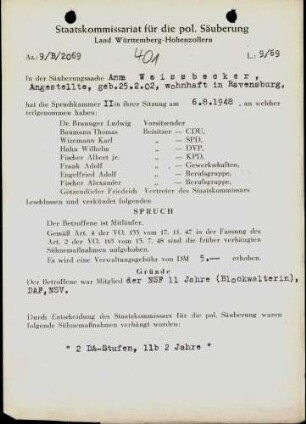 Staatskommissariat für die pol. Säuberung
Land Württemberg-Hohenzollern
Az.: 9/B/2069
401
L.: 9/69
In der Säuberungssache Anna Weissbecker,
Angestellte, geb.25.2.02, wohnhaft in Ravensburg,
hat die Spruchkammer II in ihrer Sitzung am 6.8.1948, an welcher
teilgenommen haben:
Dr. Braunger Ludwig Vorsitzender
Baumann Thomas Beisitzer — CDU,
Witzemann Karl „ — SPD,
Hahn Wilhelm „ — DVP,
Fischer Albert jr. „ — KPD,
Frank Adolf „ — Gewerkschaften,
Engelfried Adolf „ — Berufsgruppe,
Fischer Alexander „ — Berufsgruppe,
Götzendörfer Friedrich Vertreter des Staatskommissariats
beschlossen und verkündet folgenden
SPRUCH
Der Betroffene ist Mitläufer.
Gemäß Art. 4 der VO. 133 vom 17. 11. 47 in der Fassung des
Art. 2 der VO. 165 vom 13. 7. 48 sind die früher verhängten
Sühnemaßnahmen aufgehoben.
Es wird eine Verwaltungsgebühr von DM 5.— erhoben.
Gründe
Der Betroffene war Mitglied der NSF 11 Jahre (Blockwalterin),
DAF, NSV.
Durch Entscheidung des Staatskommissars für die pol. Säuberung waren
folgende Sühnemaßnahmen verhängt worden:
" 2 DA-Stufen, 11b 2 Jahre "